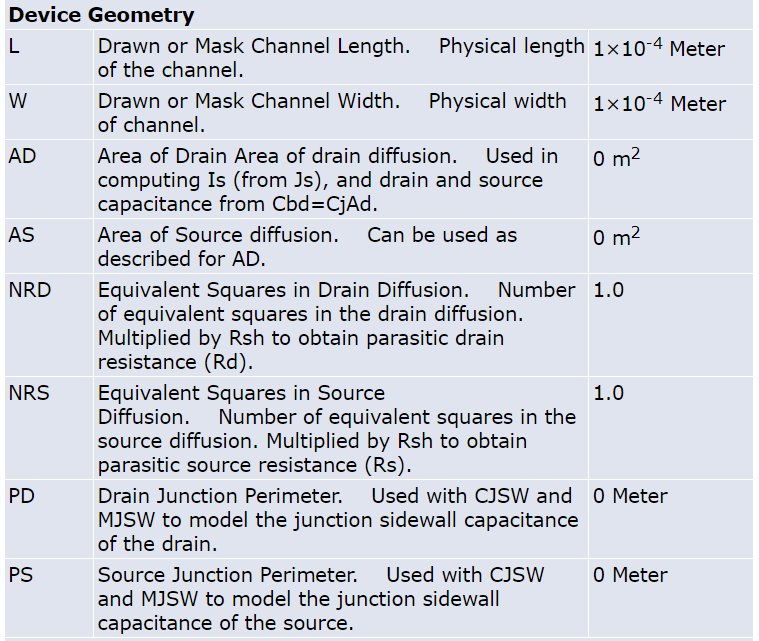 Device Geometry
L Drawn or Mask Channel Length. Physical length 1×10-4 Meter
of the channel.
W Drawn or Mask Channel Width. Physical width 1×10-4 Meter
of channel.
AD Area of Drain Area of drain diffusion. Used in 0 m2
computing Is (from Js), and drain and source
capacitance from Cbd=CjAd.
AS Area of Source diffusion. Can be used as 0 m2
described for AD.
NRD Equivalent Squares in Drain Diffusion. Number 1.0
of equivalent squares in the drain diffusion.
Multiplied by Rsh to obtain parasitic drain
resistance (Rd).
NRS Equivalent Squares in Source 1.0
Diffusion. Number of equivalent squares in the
source diffusion. Multiplied by Rsh to obtain
parasitic source resistance (Rs).
PD Drain Junction Perimeter. Used with CJSW and 0 Meter
MJSW to model the junction sidewall capacitance
of the drain.
PS Source Junction Perimeter. Used with CJSW 0 Meter
and MJSW to model the junction sidewall
capacitance of the source.